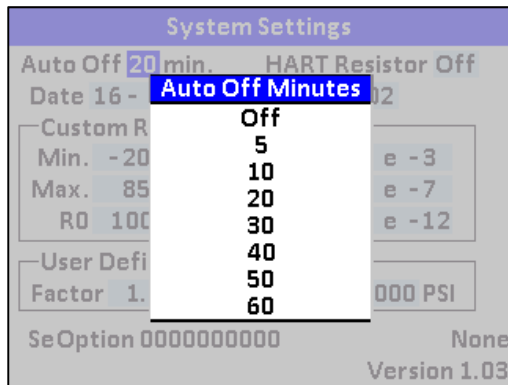 System Settings
Auto Off 20 min. HART Resistor Off
Date 16 - 02
Auto Off Minutes
Off
5
10
20
30
40
50
60
Custom R
Min. -20 e -3
Max. 85 e -7
R0 100 e -12
User Defi
Factor 1. 000 PSI
SeOption 0000000000 None
Version 1.03